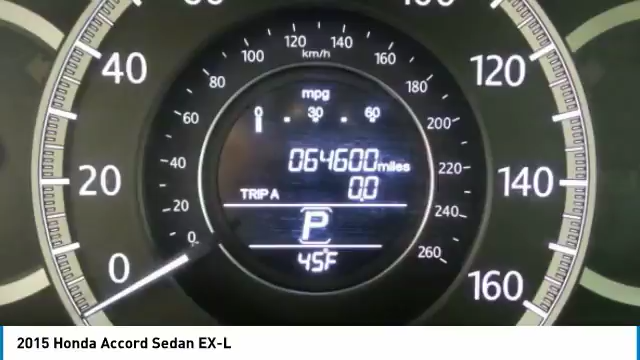 40
20
0
120
140
160
0
20
40
60
80
100
120
140
160
180
200
220
240
260
km/h
mpg
0 30 60
064600 miles
TRIP A 0.0
P
45°F
2015 Honda Accord Sedan EX-L